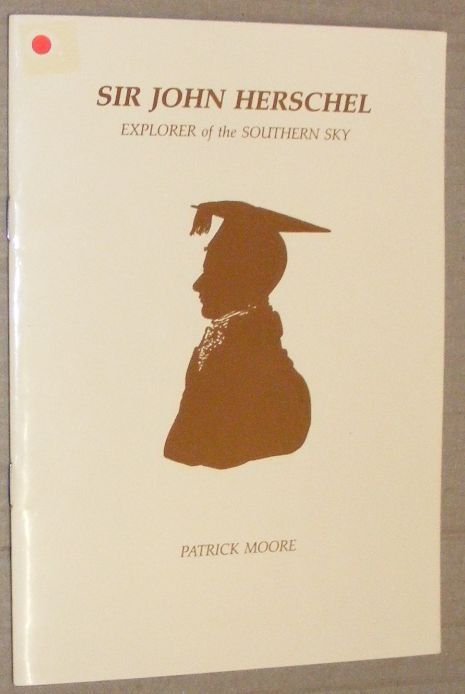 SIR JOHN HERSCHEL
EXPLORER of the SOUTHERN SKY
PATRICK MOORE